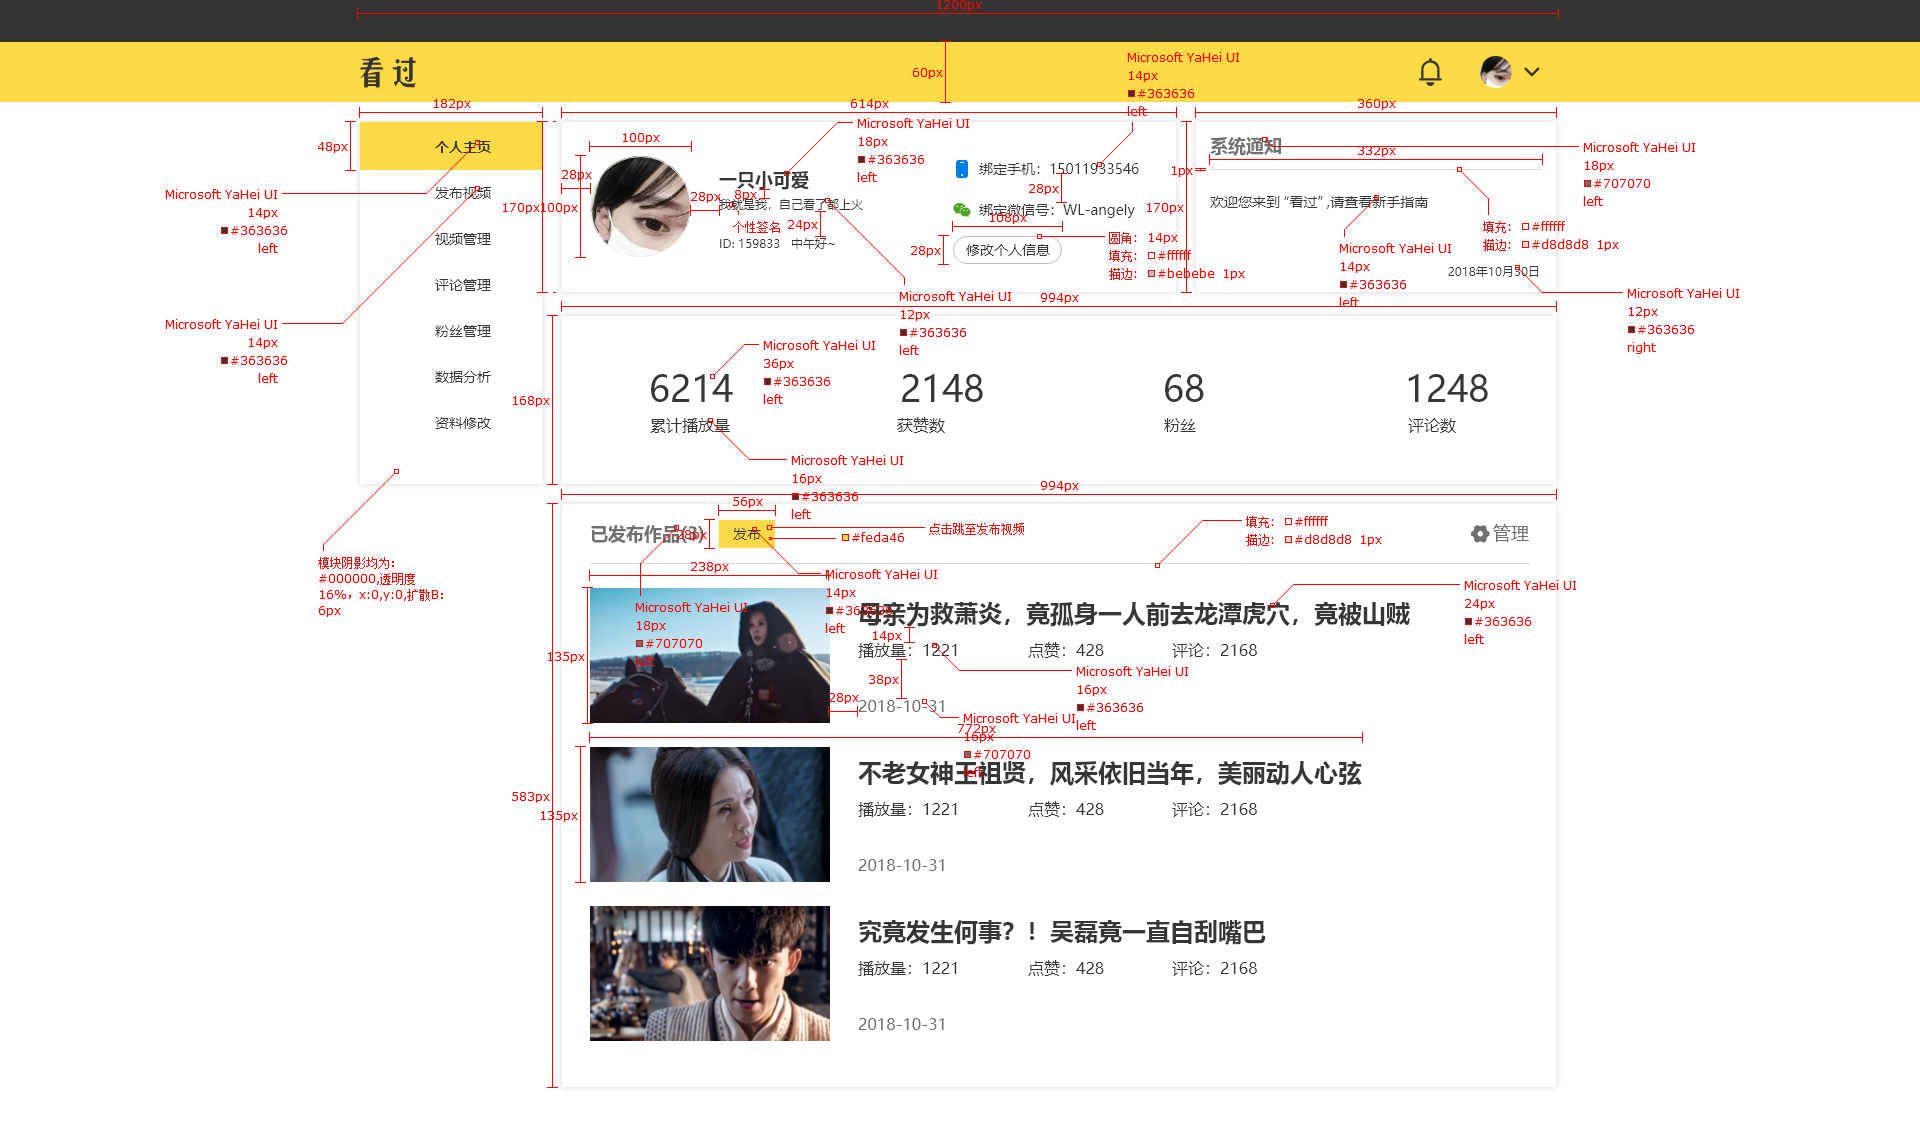 1200px
看过
60px
Microsoft YaHei UI
14px
#363636
left
182px
614px
360px
48px
个人主页
发布视频
视频管理
评论管理
粉丝管理
数据分析
资料修改
Microsoft YaHei UI
14px
#363636
left
Microsoft YaHei UI
14px
#363636
left
模块阴影均为：
#000000,透明度
16%，x:0,y:0,扩散B：
6px
100px
28px
170px
100px
Microsoft YaHei UI
18px
#363636
left
一只小可爱
28px
8px
我就是我，自己看了都上火
个性签名
24px
ID: 159833 中午好~
绑定手机：15011933546
28px
绑定微信号：WL-angely
108px
28px
修改个人信息
圆角： 14px
填充： #ffffff
描边： #bebebe 1px
170px
系统通知
332px
1px
Microsoft YaHei UI
18px
#707070
left
欢迎您来到 “看过” ,请查看新手指南
填充： #ffffff
描边： #d8d8d8 1px
Microsoft YaHei UI
14px
#363636
left
2018年10月30日
Microsoft YaHei UI
12px
#363636
right
Microsoft YaHei UI
12px
#363636
left
994px
168px
Microsoft YaHei UI
36px
#363636
left
6214
累计播放量
2148
获赞数
68
粉丝
1248
评论数
Microsoft YaHei UI
16px
#363636
left
994px
56px
已发布作品(3)
28px
发布
点击跳至发布视频
#feda46
填充： #ffffff
描边： #d8d8d8 1px
管理
238px
Microsoft YaHei UI
14px
#363636
left
Microsoft YaHei UI
18px
#707070
left
Microsoft YaHei UI
24px
#363636
left
135px
母亲为救萧炎，竟孤身一人前去龙潭虎穴，竟被山贼
14px
播放量：1221 点赞：428 评论：2168
38px
Microsoft YaHei UI
16px
#363636
left
28px
2018-10-31
Microsoft YaHei UI
16px
#707070
left
772px
583px
135px
不老女神王祖贤，风采依旧当年，美丽动人心弦
播放量：1221 点赞：428 评论：2168
2018-10-31
究竟发生何事？！吴磊竟一直自刮嘴巴
播放量：1221 点赞：428 评论：2168
2018-10-31